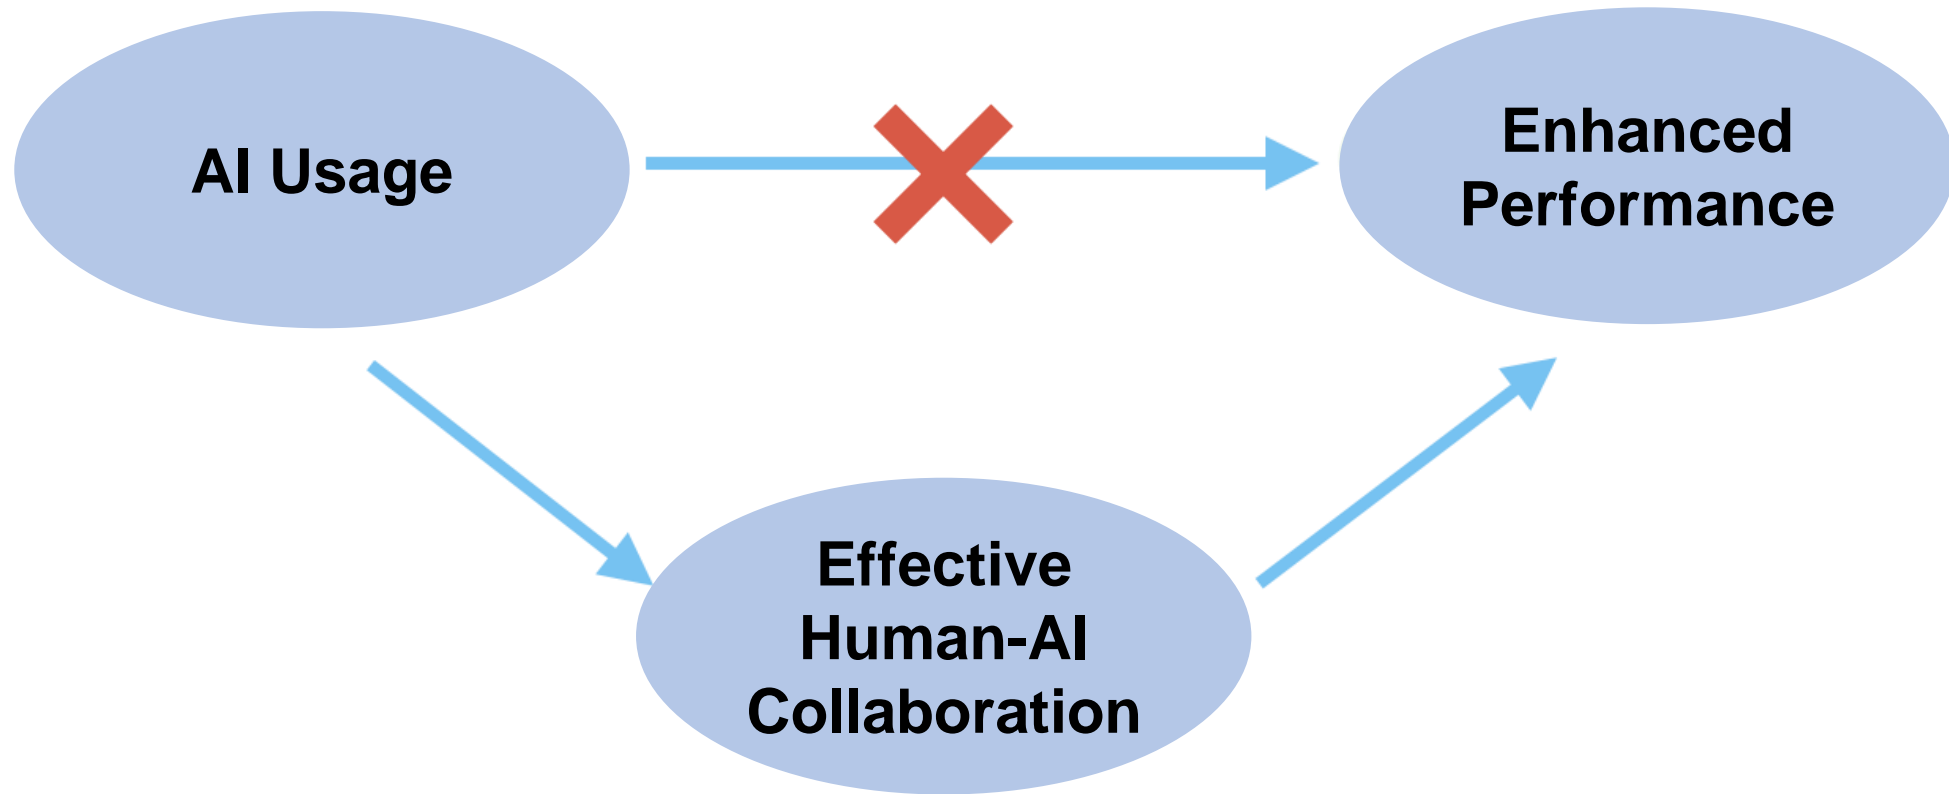 AI Usage
Enhanced
Performance
Effective
Human-AI
Collaboration